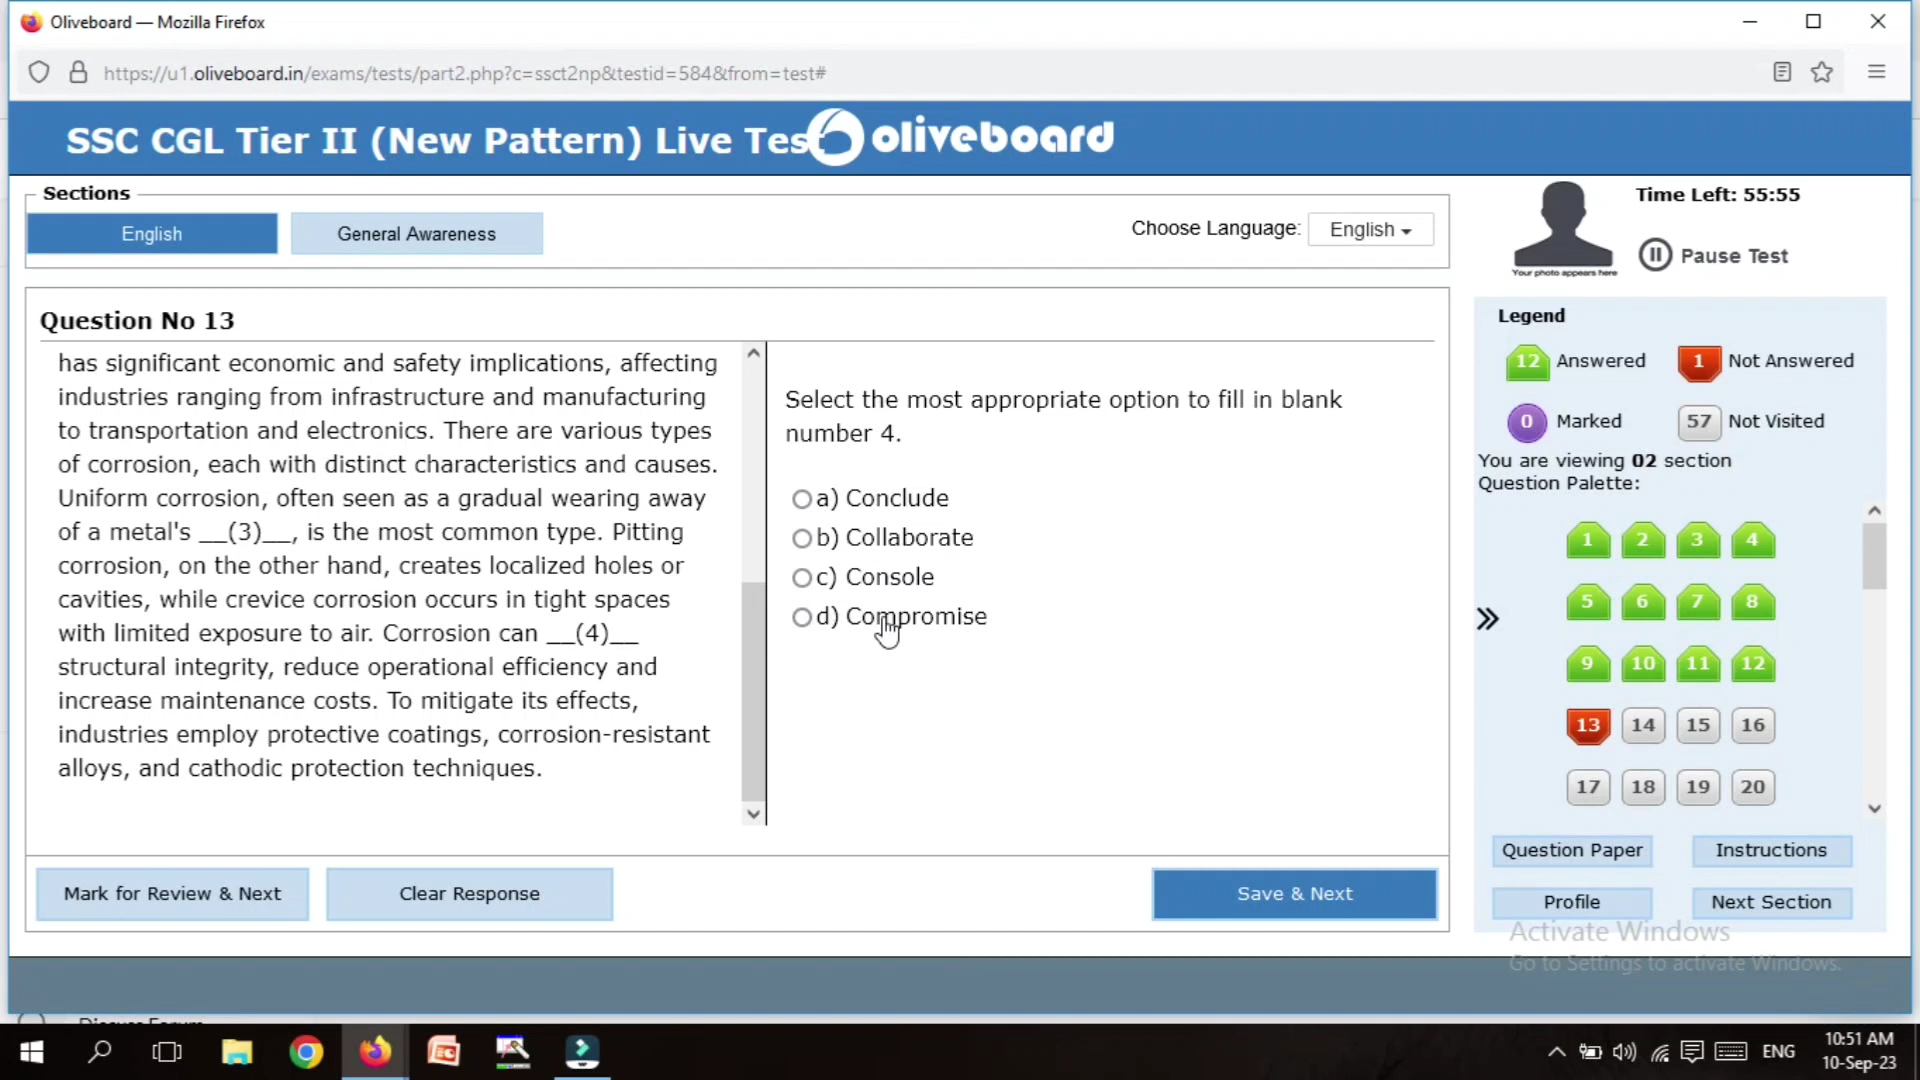 Oliveboard — Mozilla Firefox
https://u1.oliveboard.in/exams/tests/part2.php?c=ssct2np&testid=584&from=test#
SSC CGL Tier II (New Pattern) Live Tes
oliveboard
Sections
English
General Awareness
Choose Language:
English
Your photo appears here
Time Left: 55:55
Pause Test
Question No 13
has significant economic and safety implications, affecting
industries ranging from infrastructure and manufacturing
to transportation and electronics. There are various types
of corrosion, each with distinct characteristics and causes.
Uniform corrosion, often seen as a gradual wearing away
of a metal's __(3)__, is the most common type. Pitting
corrosion, on the other hand, creates localized holes or
cavities, while crevice corrosion occurs in tight spaces
with limited exposure to air. Corrosion can __(4)__
structural integrity, reduce operational efficiency and
increase maintenance costs. To mitigate its effects,
industries employ protective coatings, corrosion-resistant
alloys, and cathodic protection techniques.
Select the most appropriate option to fill in blank
number 4.
a) Conclude
b) Collaborate
c) Console
d) Compromise
Mark for Review & Next
Clear Response
Save & Next
Legend
12 Answered
1 Not Answered
0 Marked
57 Not Visited
You are viewing 02 section
Question Palette:
1 2 3 4
5 6 7 8
9 10 11 12
13 14 15 16
17 18 19 20
Question Paper
Instructions
Profile
Next Section
Activate Windows
Go to Settings to activate Windows.
ENG
10:51 AM
10-Sep-23